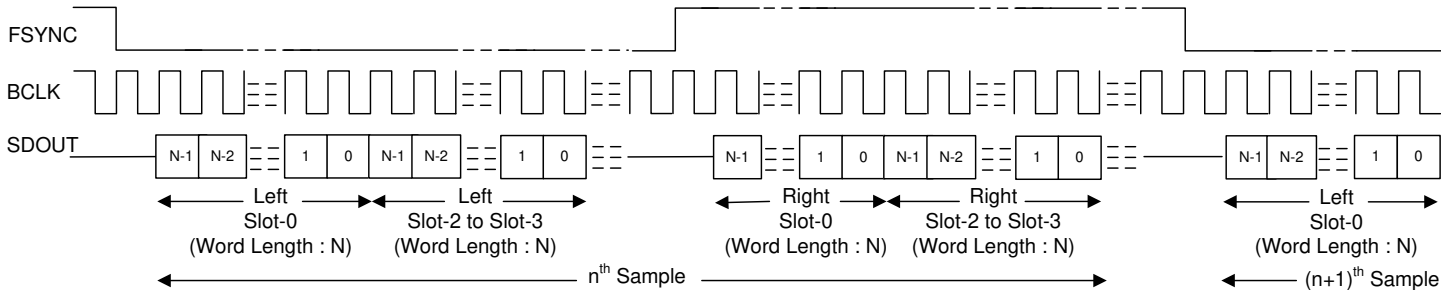 FSYNC
BCLK
SDOUT
N-1 N-2 1 0 N-1 N-2 1 0 N-1 1 0 N-1 N-2 1 0 N-1 N-2 1 0
Left Left Right Right Left
Slot-0 Slot-2 to Slot-3 Slot-0 Slot-2 to Slot-3 Slot-0
(Word Length : N) (Word Length : N) (Word Length : N) (Word Length : N) (Word Length : N)
nth Sample (n+1)th Sample